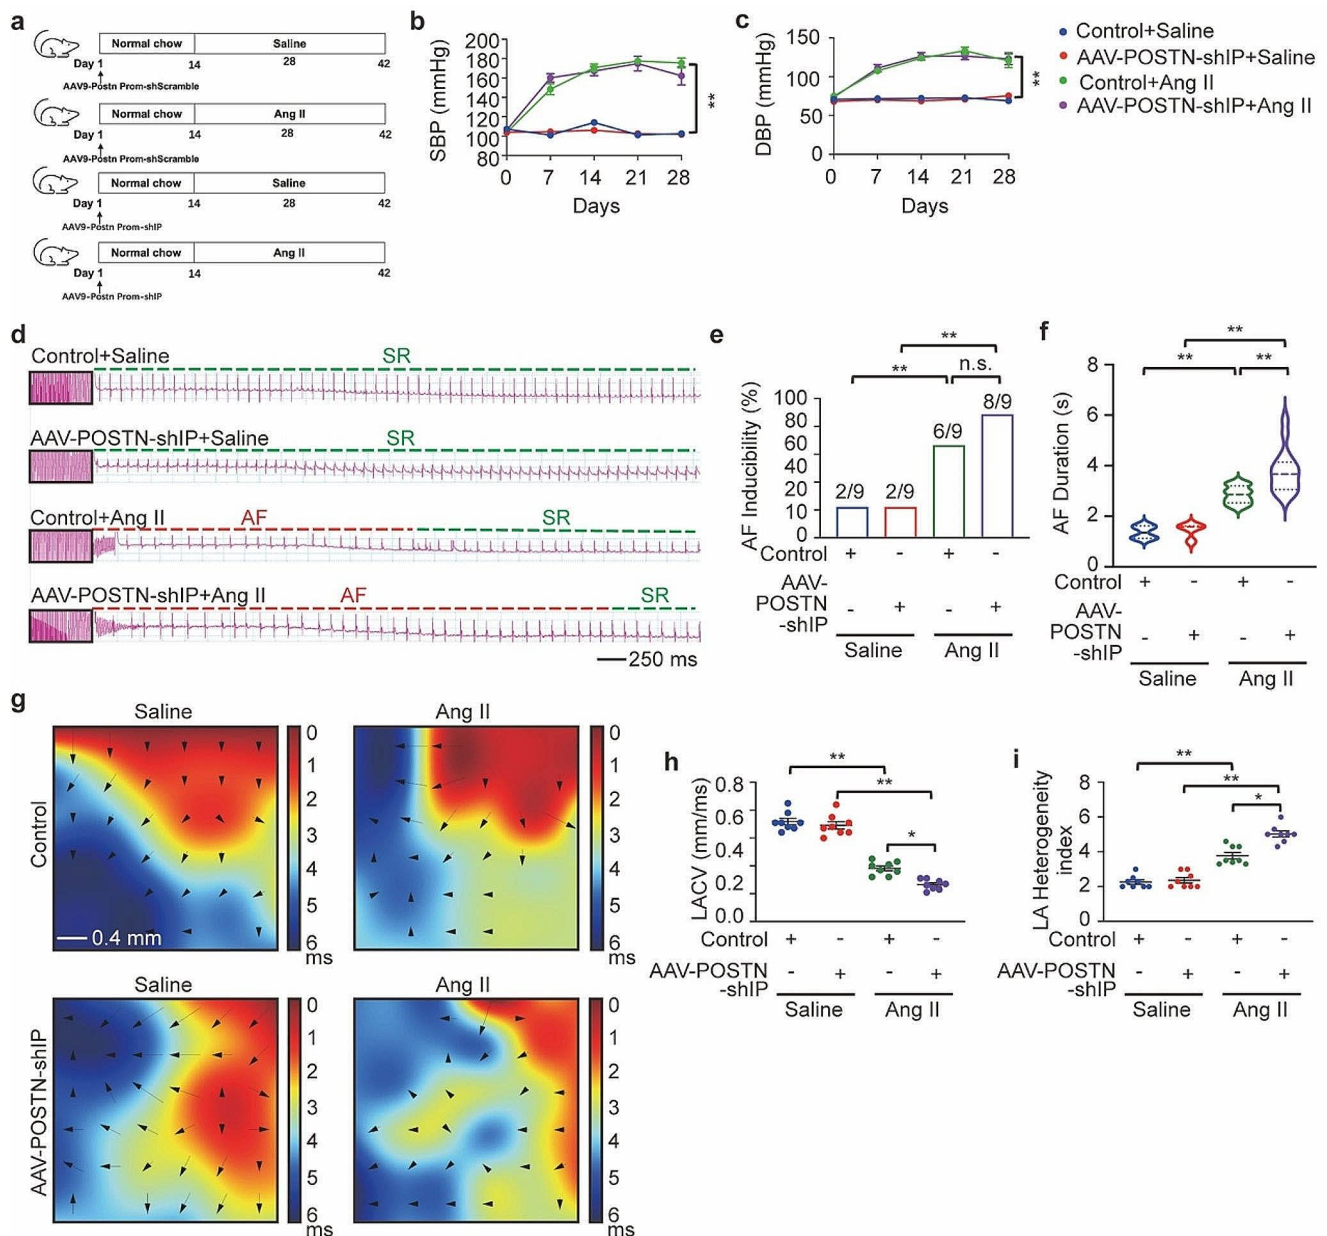 a
Normal chow
Saline
Day 1
14
28
42
AAV9-Postn Prom-shScramble
Normal chow
Ang II
Day 1
14
28
42
AAV9-Postn Prom-shScramble
Normal chow
Saline
Day 1
14
28
42
AAV9-Postn Prom-shIP
Normal chow
Ang II
Day 1
14
42
AAV9-Postn Prom-shIP
b
SBP (mmHg)
200
180
160
140
120
100
80
0 7 14 21 28
Days
**
c
DBP (mmHg)
150
100
50
0
0 7 14 21 28
Days
**
Control+Saline
AAV-POSTN-shIP+Saline
Control+Ang II
AAV-POSTN-shIP+Ang II
d
Control+Saline
SR
AAV-POSTN-shIP+Saline
SR
Control+Ang II
AF
SR
AAV-POSTN-shIP+Ang II
AF
SR
250 ms
e
**
**
n.s.
AF Inducibility (%)
100
80
60
40
20
10
0
2/9
2/9
6/9
8/9
Control
+ - + -
AAV-
POSTN
-shIP
- + - +
Saline
Ang II
f
**
**
**
AF Duration (s)
8
6
4
2
0
Control
+ - + -
AAV-
POSTN
-shIP
- + - +
Saline
Ang II
g
Saline
Ang II
Control
0.4 mm
0
1
2
3
4
5
6
ms
0
1
2
3
4
5
6
ms
Saline
Ang II
AAV-POSTN-shIP
0
1
2
3
4
5
6
ms
0
1
2
3
4
5
6
ms
h
**
**
*
LACV (mm/ms)
0.8
0.6
0.4
0.2
0.0
Control
+ - + -
AAV-POSTN
-shIP
- + - +
Saline
Ang II
i
**
**
*
LA Heterogeneity
index
8
6
4
2
0
Control
+ - + -
AAV-POSTN
-shIP
- + - +
Saline
Ang II